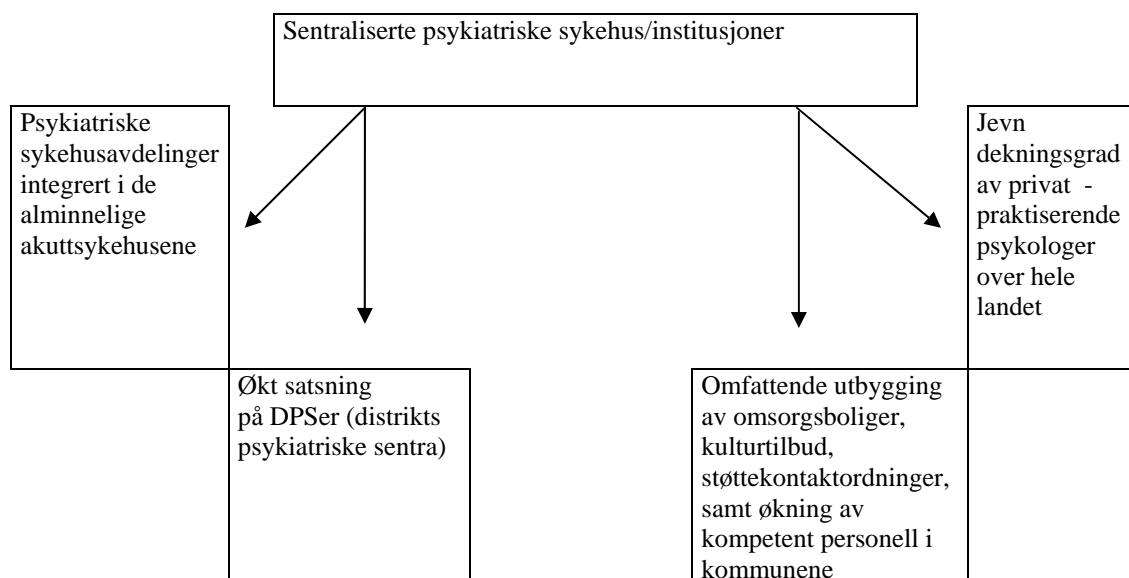 Sentraliserte psykiatriske sykehus/institusjoner
Psykiatriske
sykehusavdelinger
integrert i de
alminnelige
akuttsykehusene
Jevn
dekningsgrad
av privat -
praktiserende
psykologer
over hele
landet
Økt satsning
på DPSer (distrikts
psykiatriske sentra)
Omfattende utbygging
av omsorgsboliger,
kulturtilbud,
støttekontaktordninger,
samt økning av
kompetent personell i
kommunene